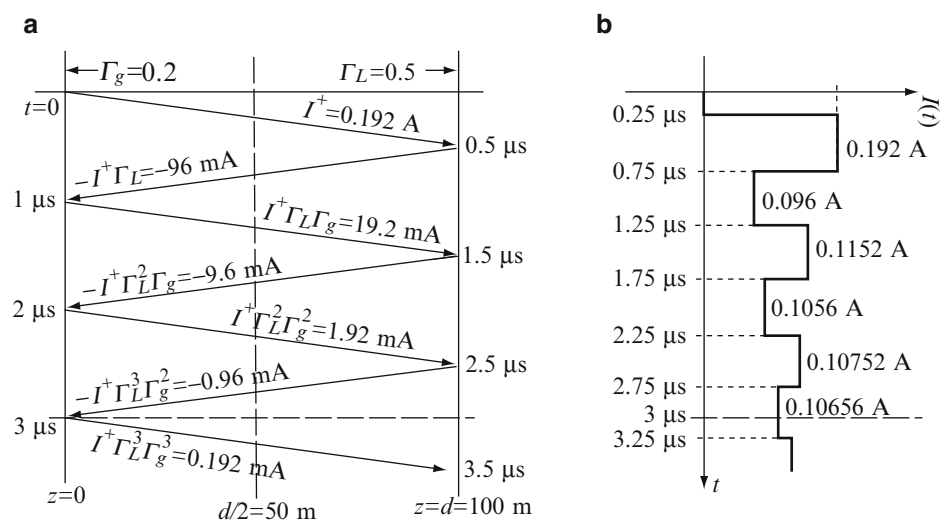 a
Γg=0.2
ΓL=0.5
t=0
I⁺=0.192 A
0.5 μs
−I⁺ΓL=−96 mA
1 μs
I⁺ΓLΓg=19.2 mA
1.5 μs
−I⁺ΓL²Γg=−9.6 mA
2 μs
I⁺ΓL²Γg²=1.92 mA
2.5 μs
−I⁺ΓL³Γg²=−0.96 mA
3 μs
I⁺ΓL³Γg³=0.192 mA
3.5 μs
z=0
d/2=50 m
z=d=100 m
b
I(t)
0.25 μs
0.192 A
0.75 μs
0.096 A
1.25 μs
0.1152 A
1.75 μs
0.1056 A
2.25 μs
0.10752 A
2.75 μs
0.10656 A
3 μs
3.25 μs
t